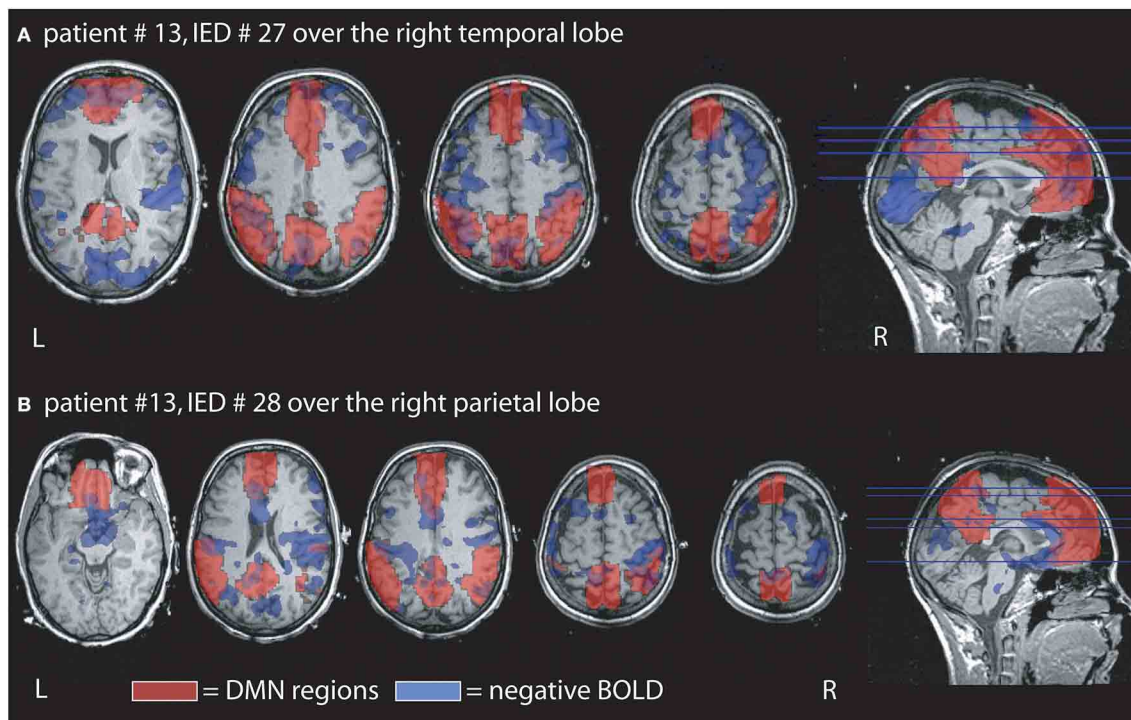 A patient # 13, IED # 27 over the right temporal lobe
L R
B patient #13, IED # 28 over the right parietal lobe
L = DMN regions = negative BOLD R